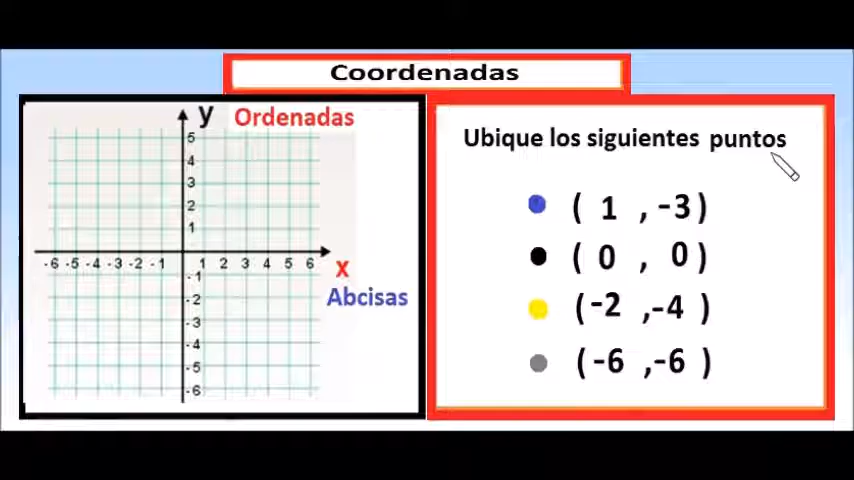 Coordenadas
y Ordenadas
5
4
3
2
1
-6 -5 -4 -3 -2 -1 1 2 3 4 5 6
x
Abcisas
-1
-2
-3
-4
-5
-6
Ubique los siguientes puntos
( 1 , -3 )
( 0 , 0 )
( -2 , -4 )
( -6 , -6 )